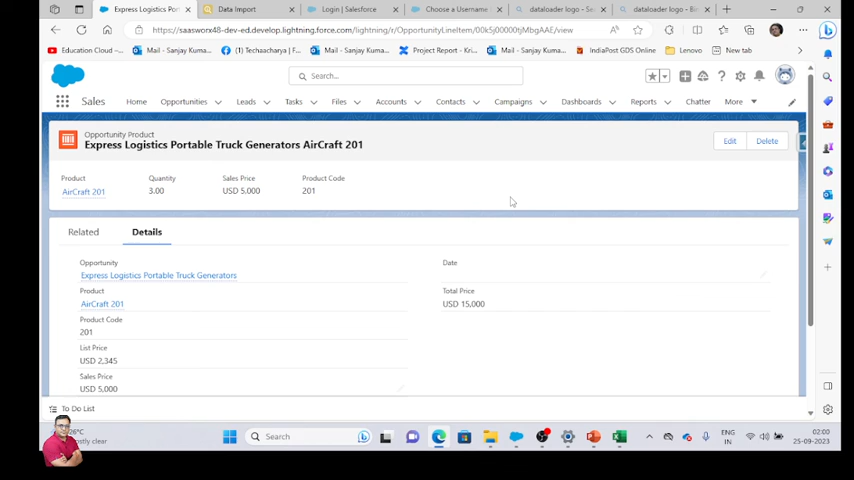 Express Logistics Por
Data Import
Login | Salesforce
Choose a Username
dataloader logo - Sea
dataloader logo - Bin
https://saasworx48-dev-ed.develop.lightning.force.com/lightning/r/OpportunityLineItem/00k5j00000tjMbgAAE/view
Education Cloud -...
Mail - Sanjay Kuma...
(1) Techaacharya | F...
Mail - Sanjay Kuma...
Project Report - Kri...
Mail - Sanjay Kuma...
IndiaPost GDS Online
Lenovo
New tab
Search...
Sales
Home
Opportunities
Leads
Tasks
Files
Accounts
Contacts
Campaigns
Dashboards
Reports
Chatter
More
Opportunity Product
Express Logistics Portable Truck Generators AirCraft 201
Edit
Delete
Product
Quantity
Sales Price
Product Code
AirCraft 201
3.00
USD 5,000
201
Related
Details
Opportunity
Date
Express Logistics Portable Truck Generators
Product
Total Price
AirCraft 201
USD 15,000
Product Code
201
List Price
USD 2,345
Sales Price
USD 5,000
To Do List
26°C
ostly clear
Search
ENG
IN
02:00
25-09-2023